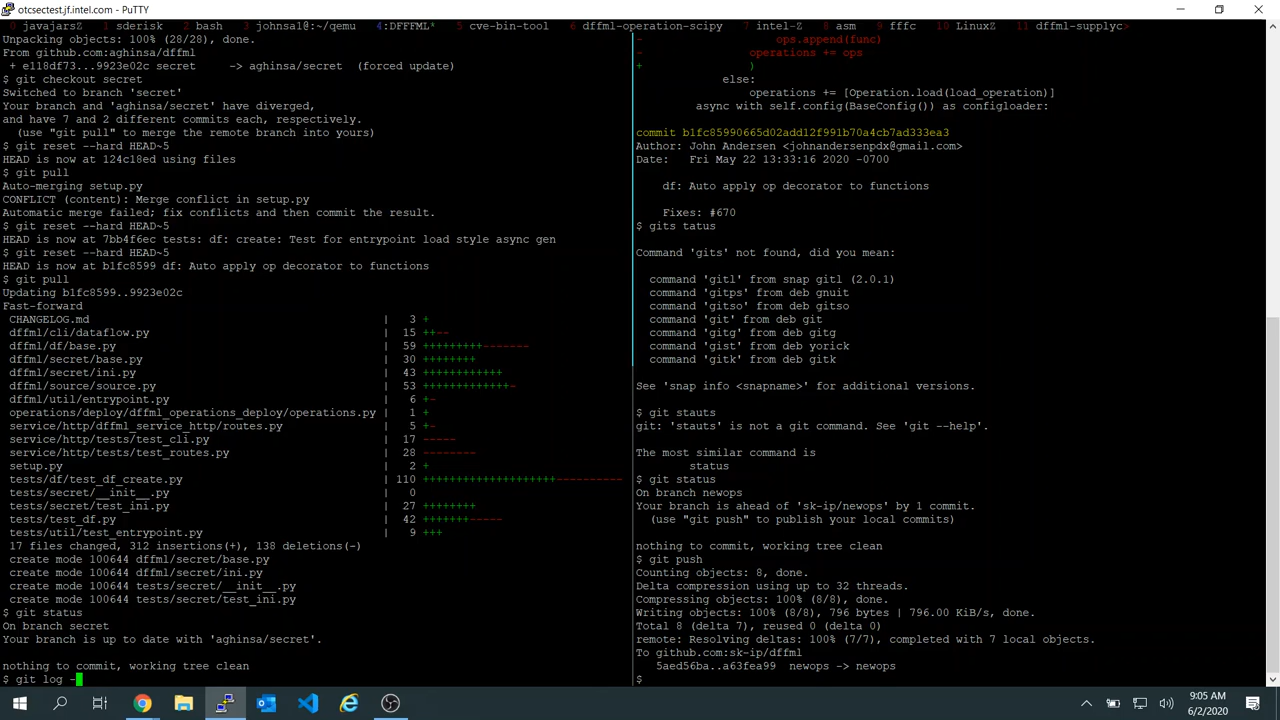 otcsectest.jf.intel.com - PuTTY
0 javajarsZ 1 sderisk 2 bash 3 johnsa1@:~/qemu 4:DFFFML* 5 cve-bin-tool 6 dffml-operation-scipy 7 intel-Z 8 asm 9 fffc 10 LinuxZ 11 dffml-supplyc>
Unpacking objects: 100% (28/28), done.
From github.com:aghinsa/dffml
+ e118df73...9923e02c secret -> aghinsa/secret (forced update)
$ git checkout secret
Switched to branch 'secret'
Your branch and 'aghinsa/secret' have diverged,
and have 7 and 2 different commits each, respectively.
(use "git pull" to merge the remote branch into yours)
$ git reset --hard HEAD~5
HEAD is now at 124c18ed using files
$ git pull
Auto-merging setup.py
CONFLICT (content): Merge conflict in setup.py
Automatic merge failed; fix conflicts and then commit the result.
$ git reset --hard HEAD~5
HEAD is now at 7bb4f6ec tests: df: create: Test for entrypoint load style async gen
$ git reset --hard HEAD~5
HEAD is now at b1fc8599 df: Auto apply op decorator to functions
$ git pull
Updating b1fc8599..9923e02c
Fast-forward
CHANGELOG.md | 3 +
dffml/cli/dataflow.py | 15 ++--
dffml/df/base.py | 59 +++++++++-------
dffml/secret/base.py | 30 ++++++++
dffml/secret/ini.py | 43 ++++++++++++
dffml/source/source.py | 53 +++++++++++++-
dffml/util/entrypoint.py | 6 +-
operations/deploy/dffml_operations_deploy/operations.py | 1 +
service/http/dffml_service_http/routes.py | 5 +-
service/http/tests/test_cli.py | 17 -----
service/http/tests/test_routes.py | 28 --------
setup.py | 2 +
tests/df/test_df_create.py | 110 ++++++++++++++++++++----------
tests/secret/__init__.py | 0
tests/secret/test_ini.py | 27 ++++++++
tests/test_df.py | 42 +++++++-----
tests/util/test_entrypoint.py | 9 +++
17 files changed, 312 insertions(+), 138 deletions(-)
create mode 100644 dffml/secret/base.py
create mode 100644 dffml/secret/ini.py
create mode 100644 tests/secret/__init__.py
create mode 100644 tests/secret/test_ini.py
$ git status
On branch secret
Your branch is up to date with 'aghinsa/secret'.
nothing to commit, working tree clean
$ git log -
- ops.append(func)
- operations += ops
+ )
else:
operations += [Operation.load(load_operation)]
async with self.config(BaseConfig()) as configloader:
commit b1fc85990665d02add12f991b70a4cb7ad333ea3
Author: John Andersen <johnandersenpdx@gmail.com>
Date: Fri May 22 13:33:16 2020 -0700
df: Auto apply op decorator to functions
Fixes: #670
$ gits tatus
Command 'gits' not found, did you mean:
command 'gitl' from snap gitl (2.0.1)
command 'gitps' from deb gnuit
command 'gitso' from deb gitso
command 'git' from deb git
command 'gitg' from deb gitg
command 'gist' from deb yorick
command 'gitk' from deb gitk
See 'snap info <snapname>' for additional versions.
$ git stauts
git: 'stauts' is not a git command. See 'git --help'.
The most similar command is
status
$ git status
On branch newops
Your branch is ahead of 'sk-ip/newops' by 1 commit.
(use "git push" to publish your local commits)
nothing to commit, working tree clean
$ git push
Counting objects: 8, done.
Delta compression using up to 32 threads.
Compressing objects: 100% (8/8), done.
Writing objects: 100% (8/8), 796 bytes | 796.00 KiB/s, done.
Total 8 (delta 7), reused 0 (delta 0)
remote: Resolving deltas: 100% (7/7), completed with 7 local objects.
To github.com:sk-ip/dffml
5aed56ba..a63fea99 newops -> newops
$
9:05 AM
6/2/2020